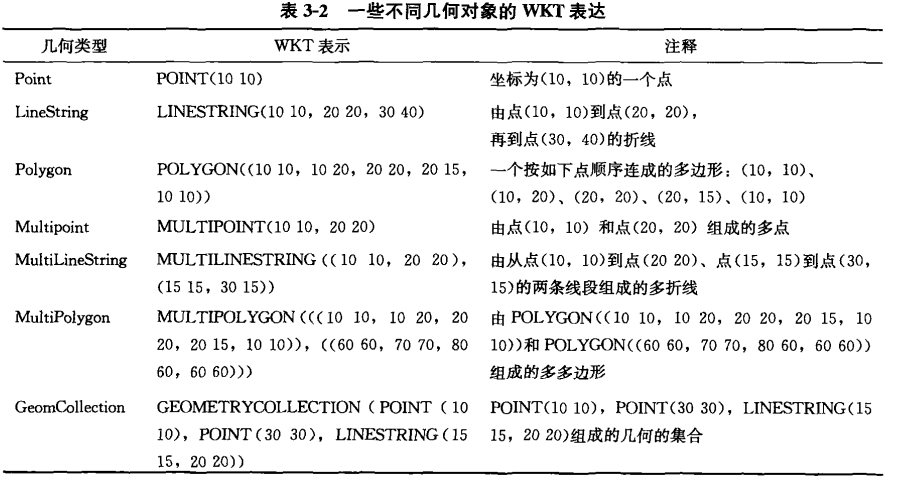 表 3-2 一些不同几何对象的 WKT 表达
几何类型 WKT 表示 注释
Point POINT(10 10) 坐标为(10，10)的一个点
LineString LINESTRING(10 10，20 20，30 40) 由点(10，10)到点(20，20)，
再到点(30，40)的折线
Polygon POLYGON((10 10，10 20，20 20，20 15， 一个按如下点顺序连成的多边形：(10，10)、
10 10)) (10，20)、(20，20)、(20，15)、(10，10)
Multipoint MULTIPOINT(10 10，20 20) 由点(10，10) 和点(20，20) 组成的多点
MultiLineString MULTILINESTRING ((10 10，20 20)， 由从点(10，10)到点(20 20)、点(15，15)到点(30，
(15 15，30 15)) 15)的两条线段组成的多折线
MultiPolygon MULTIPOLYGON (((10 10，10 20，20 由 POLYGON((10 10，10 20，20 20，20 15，10
20，20 15，10 10))，((60 60，70 70，80 10))和 POLYGON((60 60，70 70，80 60，60 60))
60，60 60))) 组成的多多边形
GeomCollection GEOMETRYCOLLECTION ( POINT ( 10 POINT(10 10)，POINT(30 30)，LINESTRING(15
10)，POINT(30 30)，LINESTRING(15 15，20 20)组成的几何的集合
15，20 20))